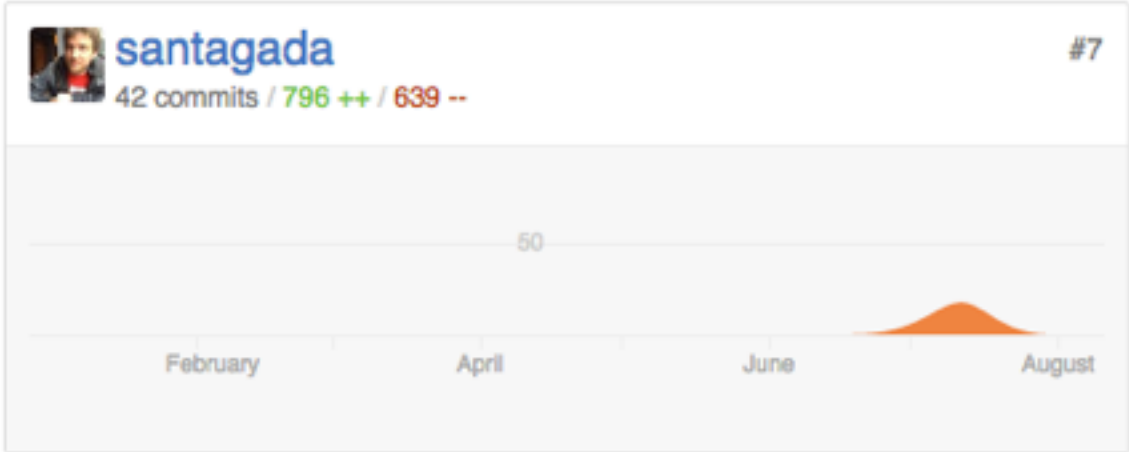 santagada
#7
42 commits / 796 ++ / 639 --
50
February April June August